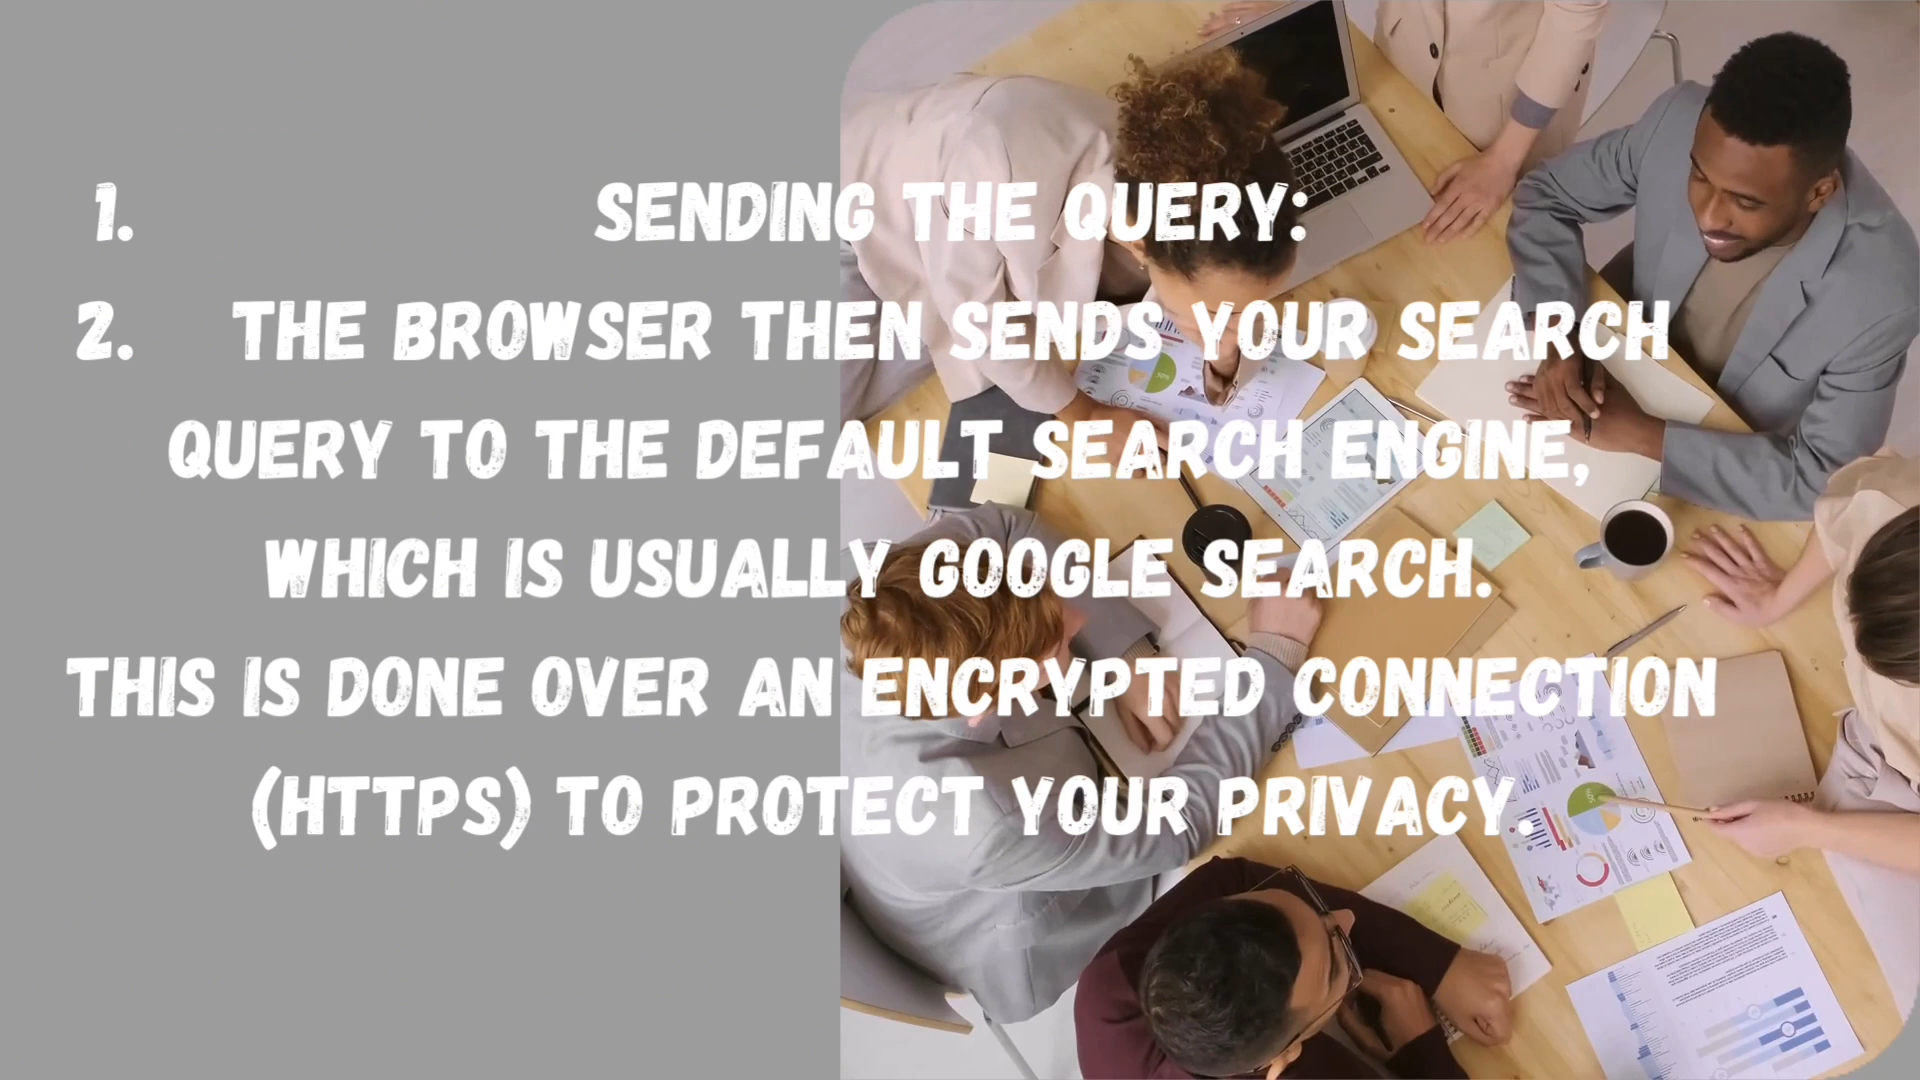 1. SENDING THE QUERY:
2. THE BROWSER THEN SENDS YOUR SEARCH
QUERY TO THE DEFAULT SEARCH ENGINE,
WHICH IS USUALLY GOOGLE SEARCH.
THIS IS DONE OVER AN ENCRYPTED CONNECTION
(HTTPS) TO PROTECT YOUR PRIVACY.